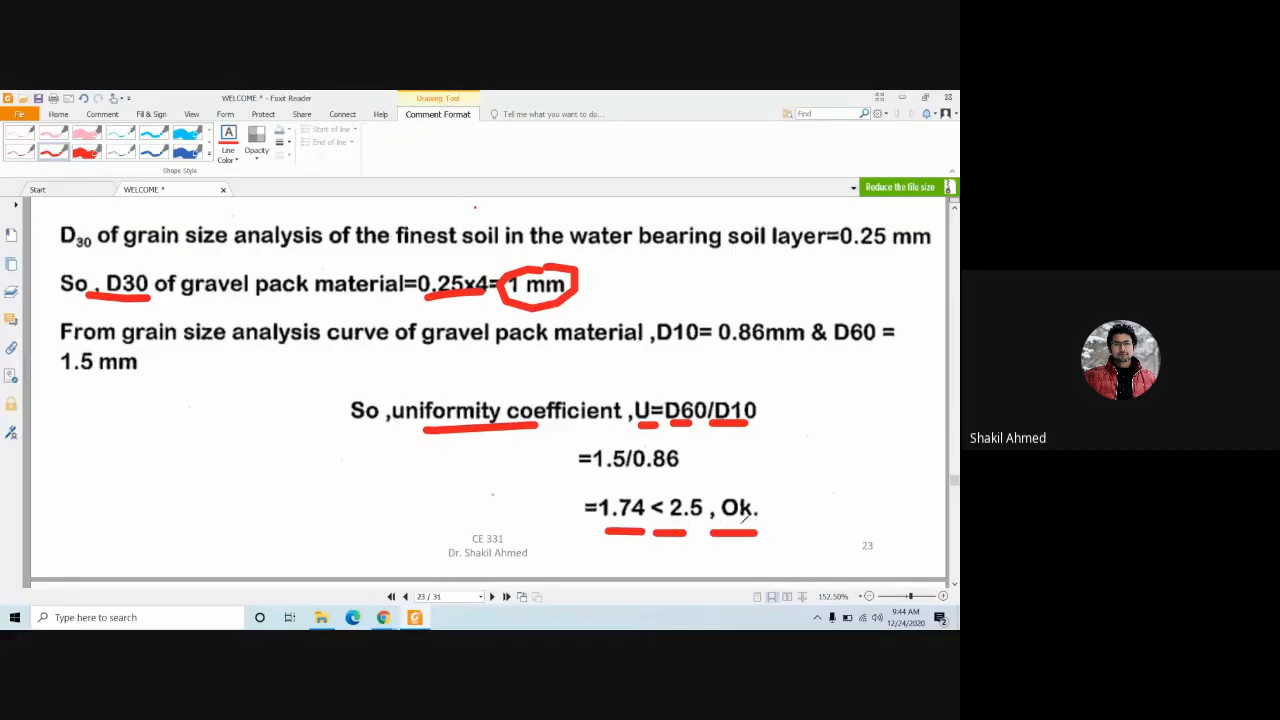 WELCOME * - Foxit Reader
Drawing Tool
File Home Comment Fill & Sign View Form Protect Share Connect Help Comment Format Tell me what you want to do... Find
Line Color Opacity
Start of line
End of line
Shape Style
Start WELCOME * Reduce the file size
D30 of grain size analysis of the finest soil in the water bearing soil layer=0.25 mm
So , D30 of gravel pack material=0.25x4= 1 mm
From grain size analysis curve of gravel pack material ,D10= 0.86mm & D60 =
1.5 mm
So ,uniformity coefficient ,U=D60/D10
=1.5/0.86
=1.74 < 2.5 , Ok.
CE 331
Dr. Shakil Ahmed
23
Shakil Ahmed
23 / 31
152.50%
Type here to search
9:44 AM
12/24/2020
2